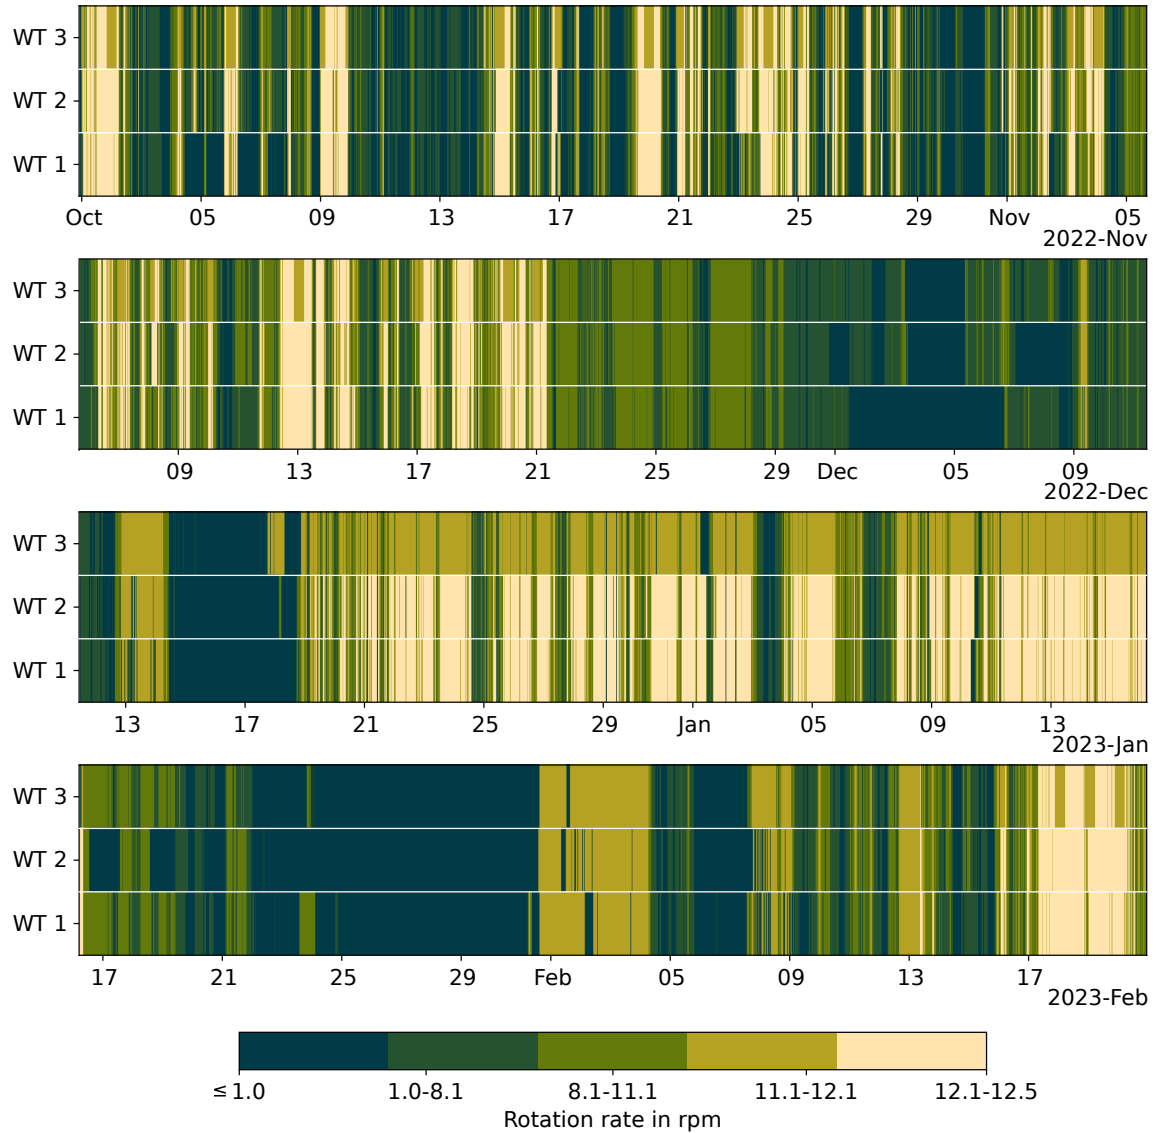 WT 3
WT 2
WT 1
Oct 05 09 13 17 21 25 29 Nov 05
2022-Nov
WT 3
WT 2
WT 1
09 13 17 21 25 29 Dec 05 09
2022-Dec
WT 3
WT 2
WT 1
13 17 21 25 29 Jan 05 09 13
2023-Jan
WT 3
WT 2
WT 1
17 21 25 29 Feb 05 09 13 17
2023-Feb
≤ 1.0 1.0-8.1 8.1-11.1 11.1-12.1 12.1-12.5
Rotation rate in rpm